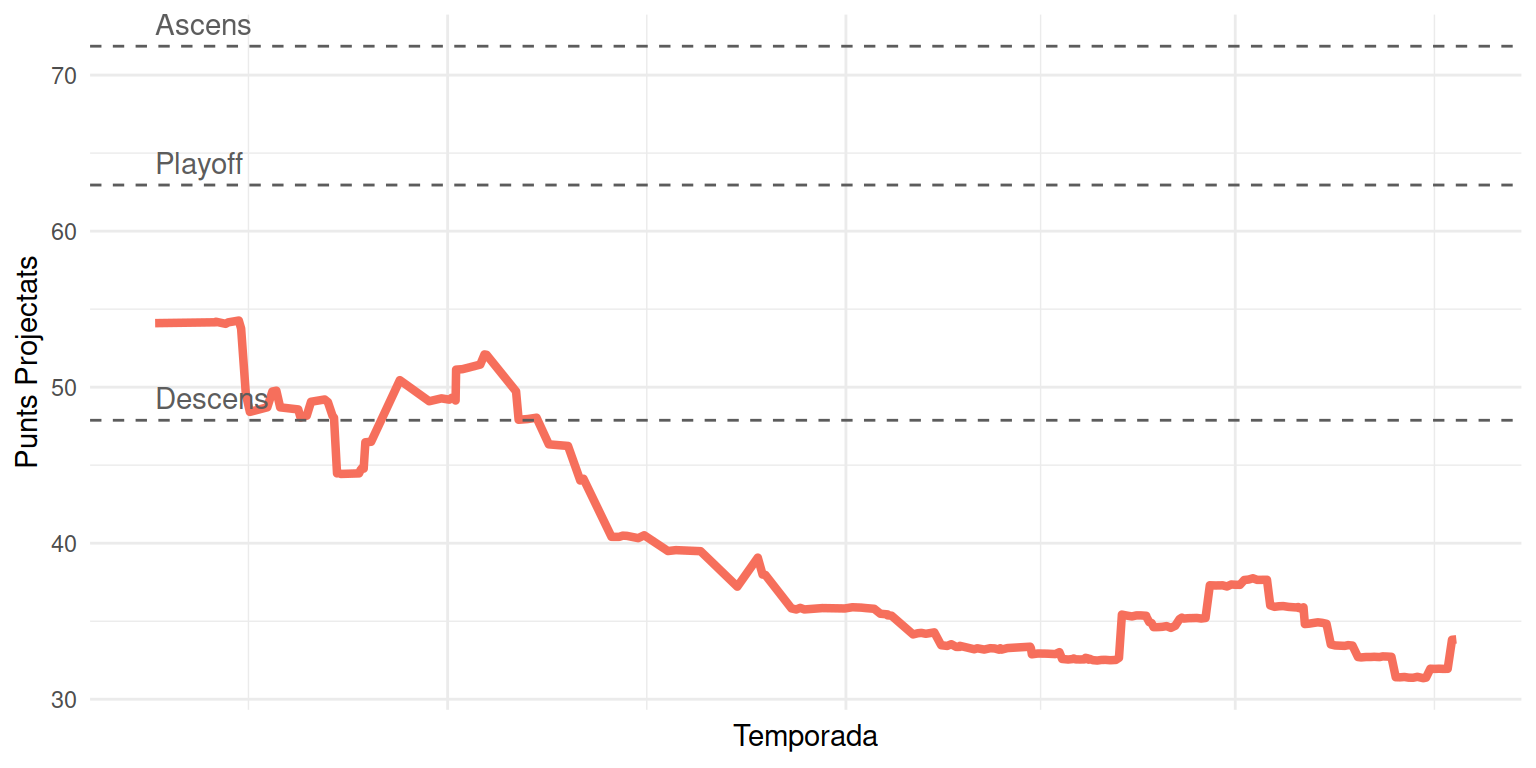 Ascens
70
Playoff
60
Punts Projectats
50
Descens
40
30
Temporada